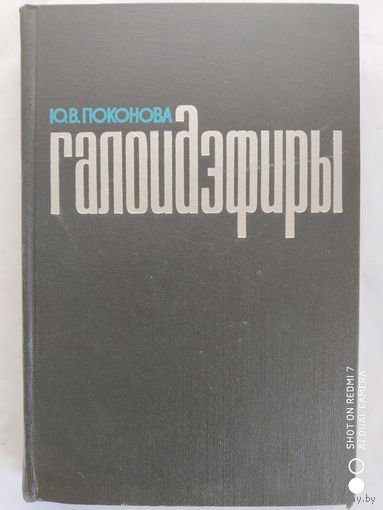 Ю.В. ПОКОНОВА
ГАЛОИДЭФИРЫ
SHOT ON REDMI 7
AI DUAL CAMERA